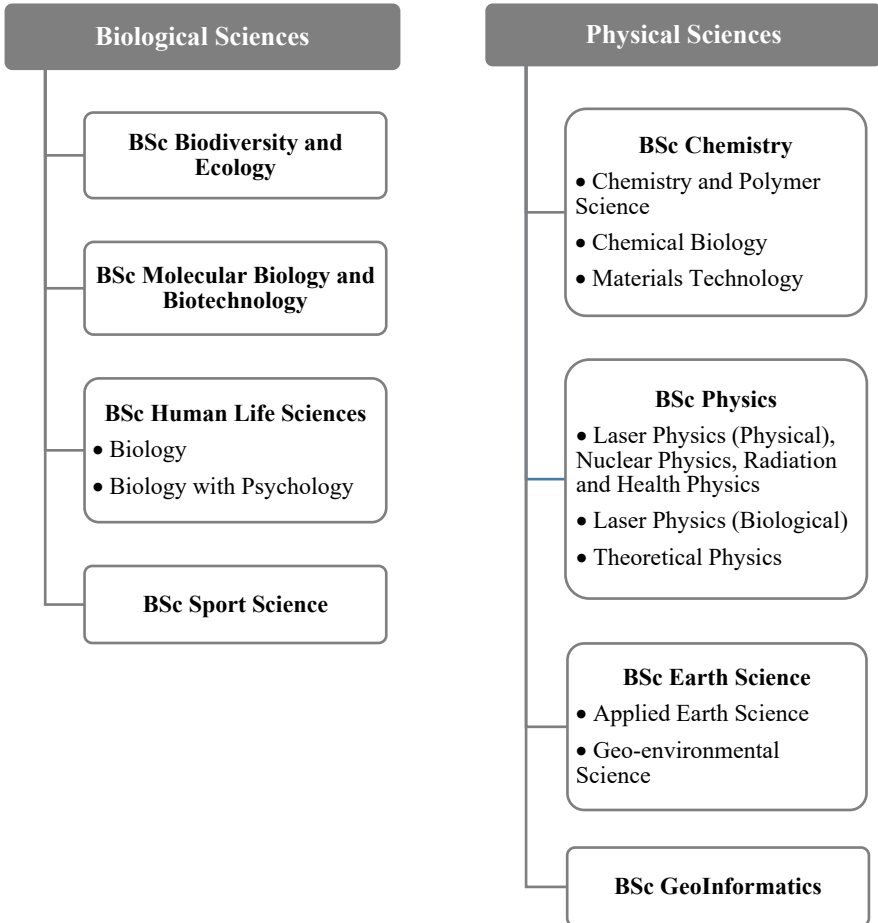 Biological Sciences
BSc Biodiversity and
Ecology
BSc Molecular Biology and
Biotechnology
BSc Human Life Sciences
• Biology
• Biology with Psychology
BSc Sport Science
Physical Sciences
BSc Chemistry
• Chemistry and Polymer
Science
• Chemical Biology
• Materials Technology
BSc Physics
• Laser Physics (Physical),
Nuclear Physics, Radiation
and Health Physics
• Laser Physics (Biological)
• Theoretical Physics
BSc Earth Science
• Applied Earth Science
• Geo-environmental
Science
BSc GeoInformatics